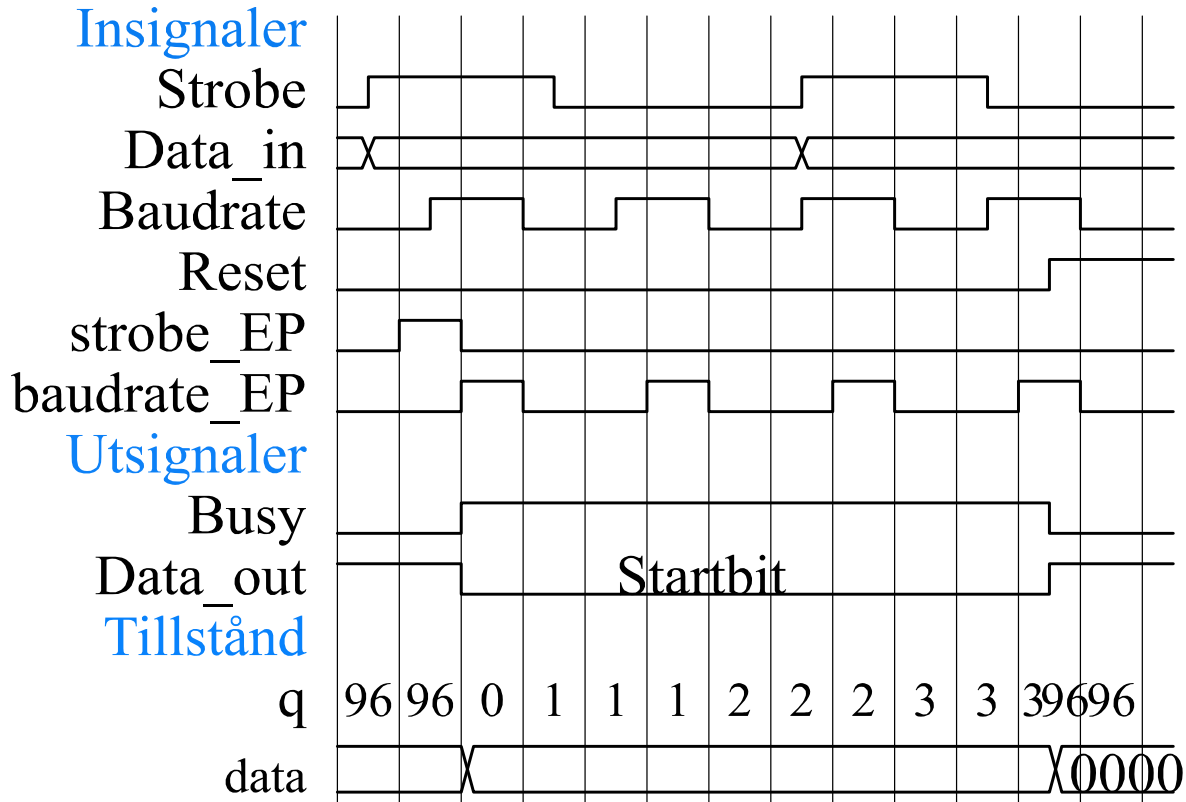 Insignaler
Strobe
Data_in
Baudrate
Reset
strobe_EP
baudrate_EP
Utsignaler
Busy
Data_out Startbit
Tillstånd
q 96 96 0 1 1 1 2 2 2 3 3 3 96 96
data 0000